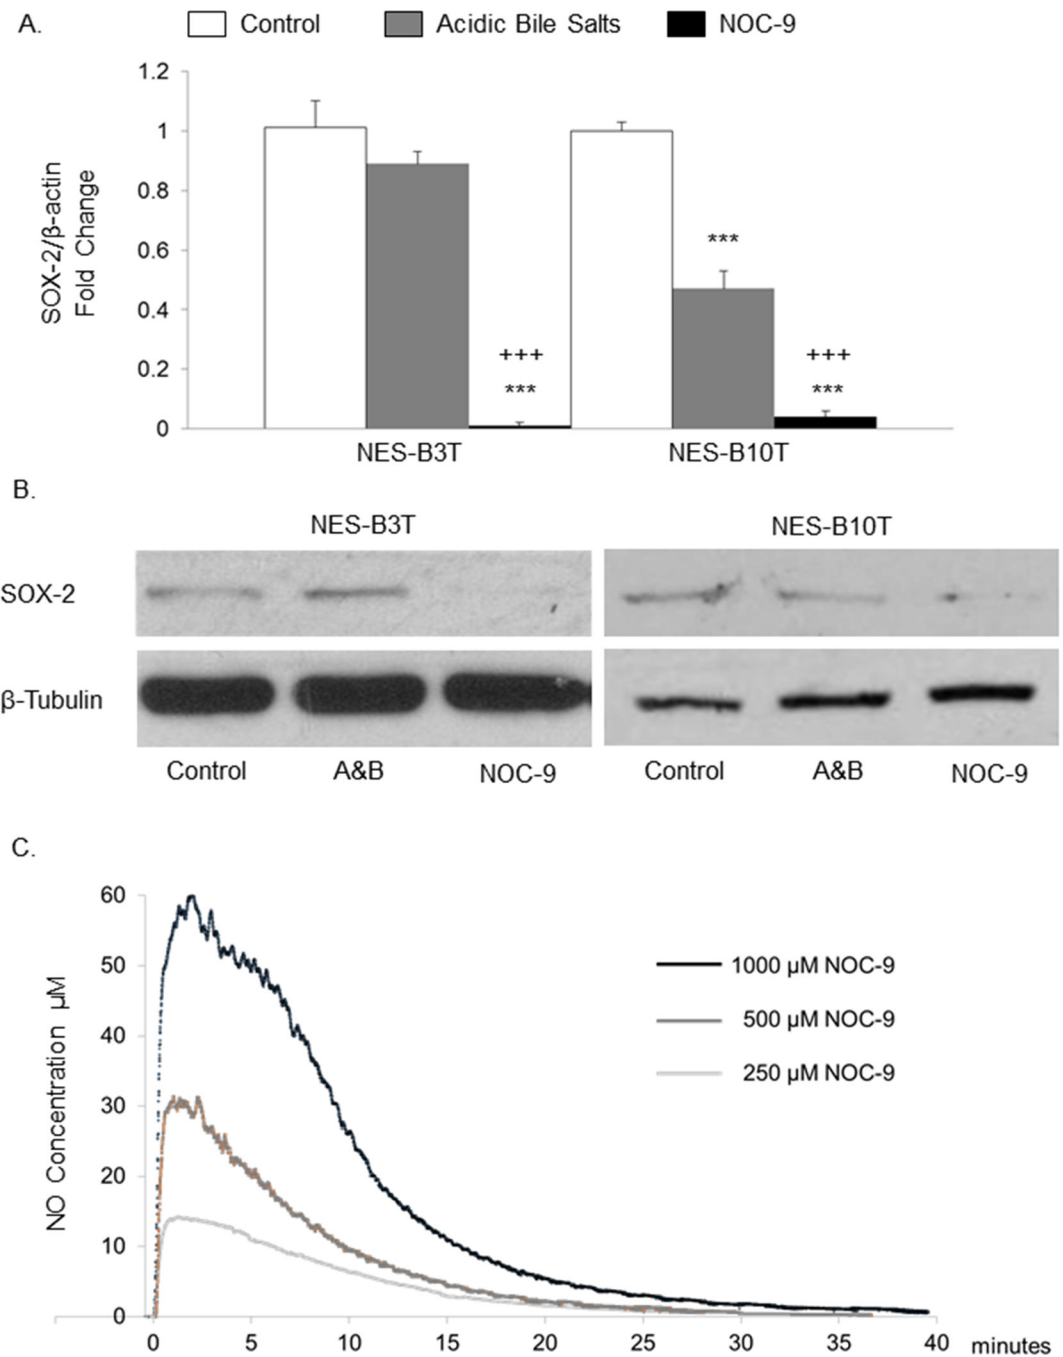 A.
Control Acidic Bile Salts NOC-9
SOX-2/β-actin
Fold Change
1.2
1
0.8
0.6
0.4
0.2
0
***
+++
***
+++
***
NES-B3T NES-B10T
B.
NES-B3T NES-B10T
SOX-2
β-Tubulin
Control A&B NOC-9 Control A&B NOC-9
C.
NO Concentration µM
60
50
40
30
20
10
0
1000 µM NOC-9
500 µM NOC-9
250 µM NOC-9
0 5 10 15 20 25 30 35 40 minutes